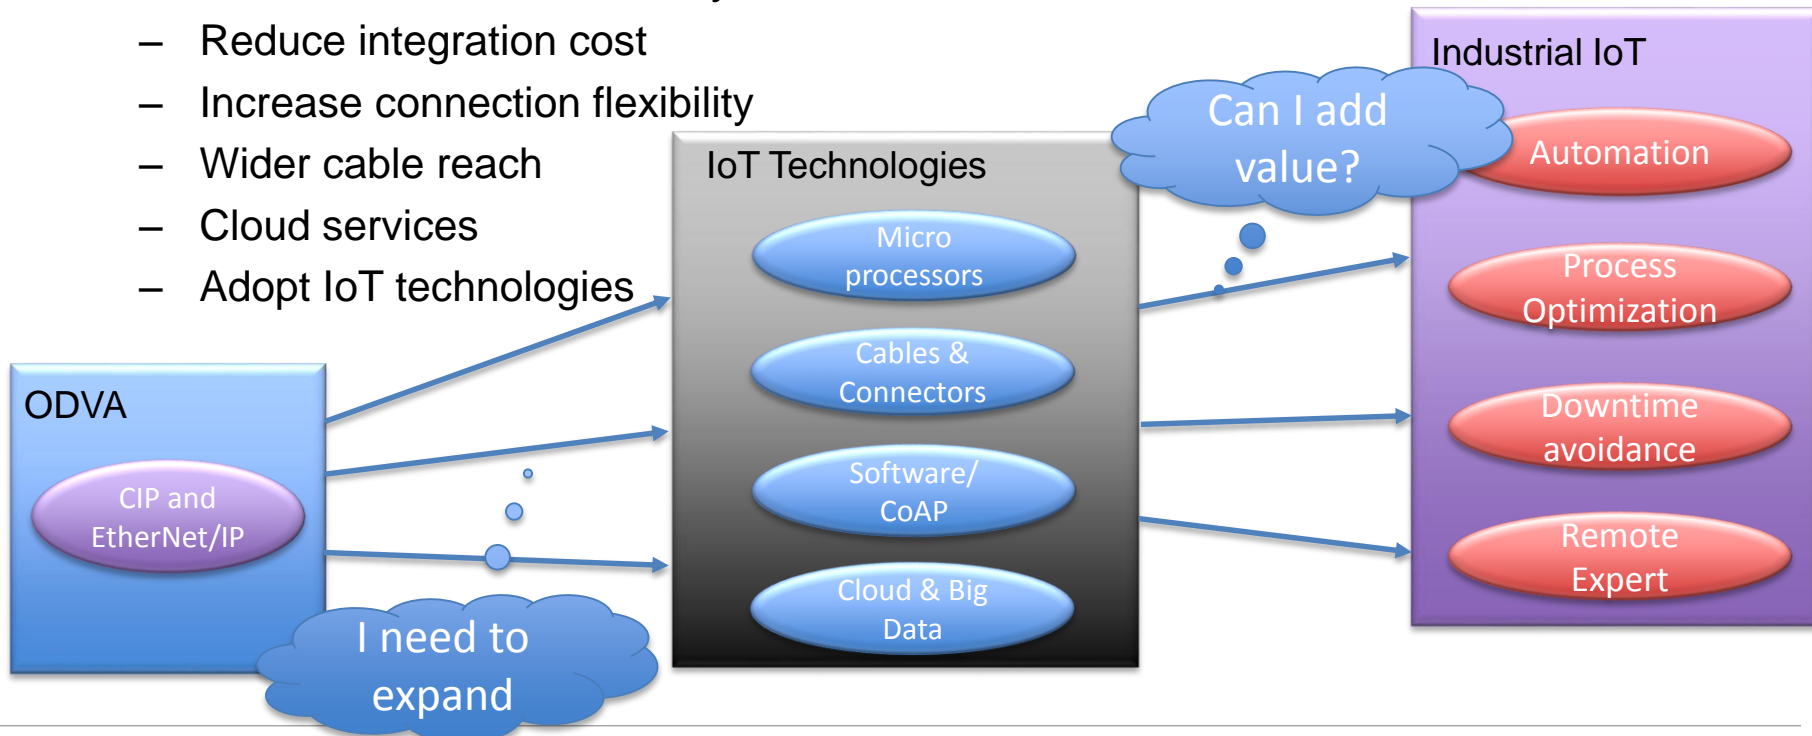 – Reduce integration cost
– Increase connection flexibility
– Wider cable reach
– Cloud services
– Adopt IoT technologies
ODVA
CIP and
EtherNet/IP
I need to
expand
IoT Technologies
Micro
processors
Cables &
Connectors
Software/
CoAP
Cloud & Big
Data
Can I add
value?
Industrial IoT
Automation
Process
Optimization
Downtime
avoidance
Remote
Expert